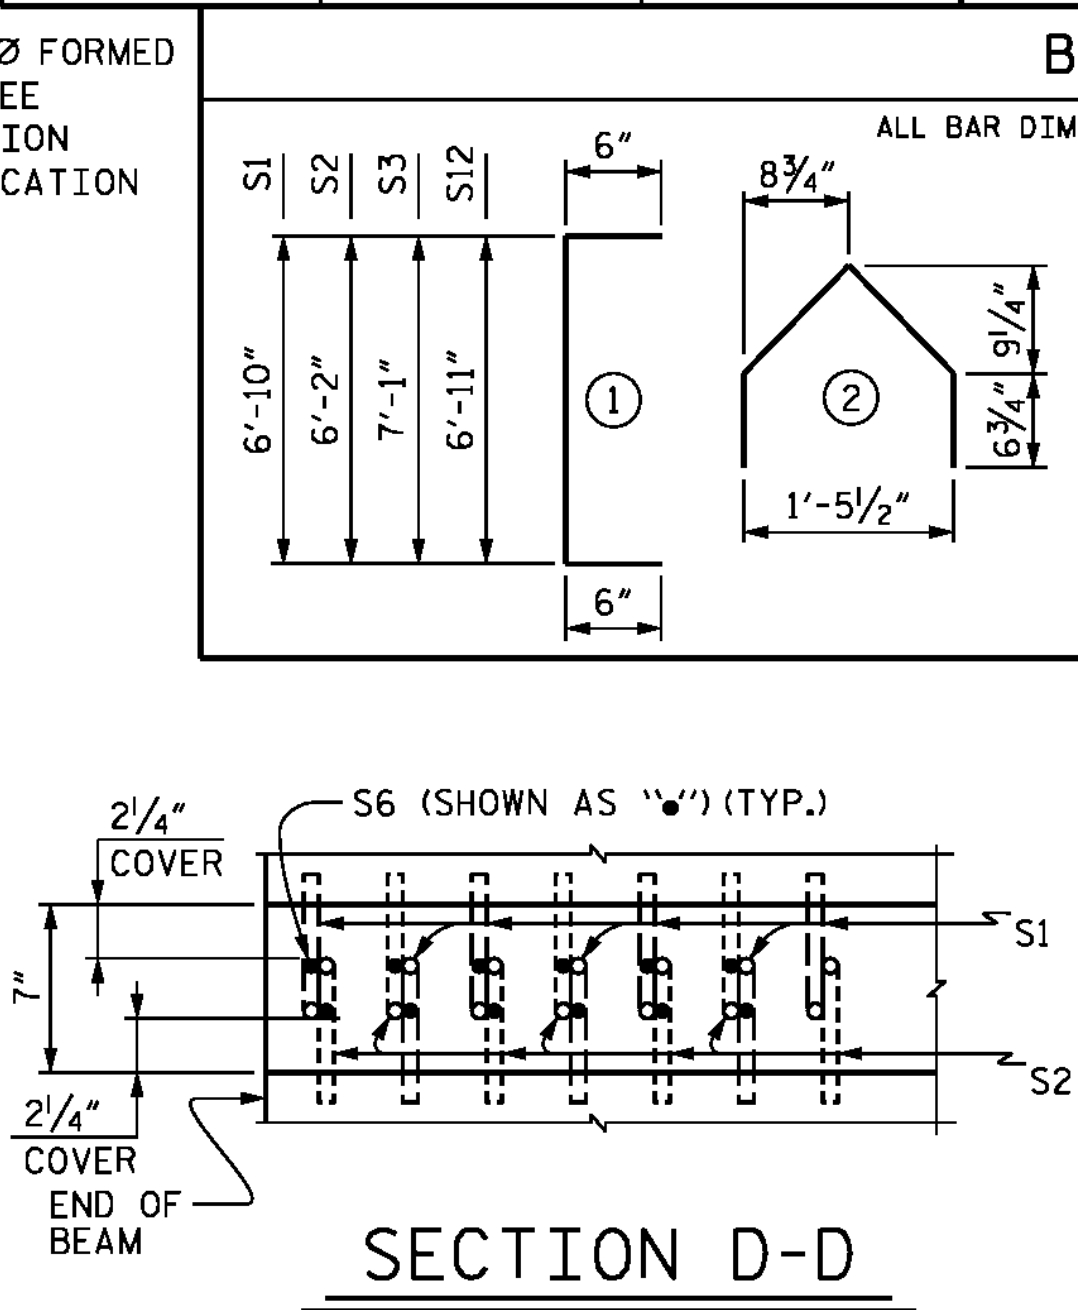 Ø FORMED
EE
ION
CATION
B
ALL BAR DIM
S1
S2
S3
S12
6"
8¾"
6'-10"
6'-2"
7'-1"
6'-11"
1
2
9¼"
6¾"
1'-5½"
6"
S6 (SHOWN AS "●") (TYP.)
2¼"
COVER
7"
S1
S2
2¼"
COVER
END OF
BEAM
SECTION D-D